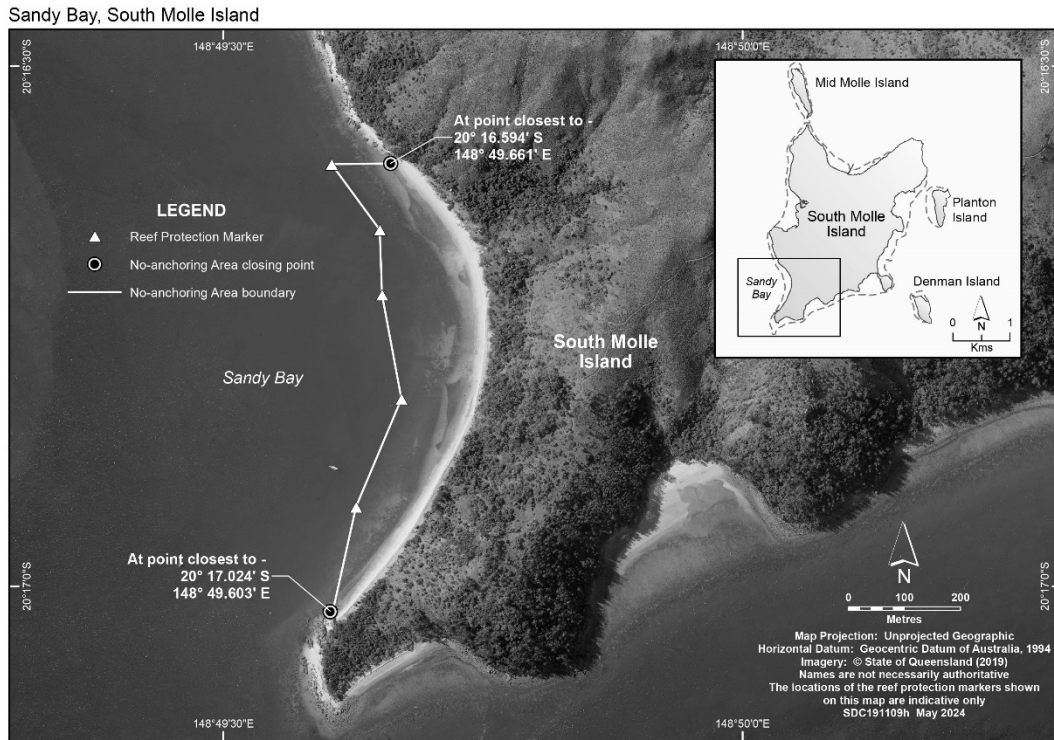 Sandy Bay, South Molle Island
148°49'30"E
148°50'0"E
20°16'30"S
20°16'30"S
At point closest to -
20° 16.594' S
148° 49.661' E
LEGEND
Reef Protection Marker
No-anchoring Area closing point
No-anchoring Area boundary
Mid Molle Island
South Molle
Island
Planton
Island
Sandy
Bay
Denman Island
0 N 1
Kms
South Molle
Island
Sandy Bay
At point closest to -
20° 17.024' S
148° 49.603' E
20°17'0"S
20°17'0"S
N
0 100 200
Metres
Map Projection: Unprojected Geographic
Horizontal Datum: Geocentric Datum of Australia, 1994
Imagery: © State of Queensland (2019)
Names are not necessarily authoritative
The locations of the reef protection markers shown
on this map are indicative only
SDC191109h May 2024
148°49'30"E
148°50'0"E